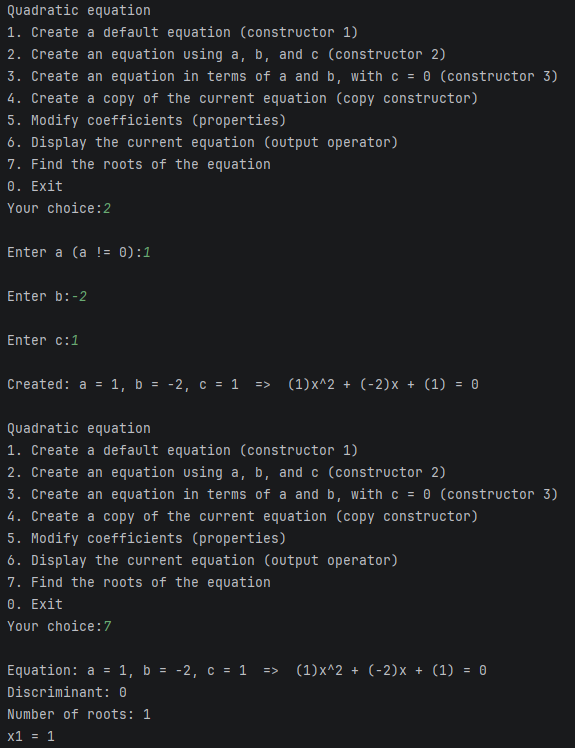 Quadratic equation
1. Create a default equation (constructor 1)
2. Create an equation using a, b, and c (constructor 2)
3. Create an equation in terms of a and b, with c = 0 (constructor 3)
4. Create a copy of the current equation (copy constructor)
5. Modify coefficients (properties)
6. Display the current equation (output operator)
7. Find the roots of the equation
0. Exit
Your choice:2
Enter a (a != 0):1
Enter b:-2
Enter c:1
Created: a = 1, b = -2, c = 1  =>  (1)x^2 + (-2)x + (1) = 0
Quadratic equation
1. Create a default equation (constructor 1)
2. Create an equation using a, b, and c (constructor 2)
3. Create an equation in terms of a and b, with c = 0 (constructor 3)
4. Create a copy of the current equation (copy constructor)
5. Modify coefficients (properties)
6. Display the current equation (output operator)
7. Find the roots of the equation
0. Exit
Your choice:7
Equation: a = 1, b = -2, c = 1  =>  (1)x^2 + (-2)x + (1) = 0
Discriminant: 0
Number of roots: 1
x1 = 1